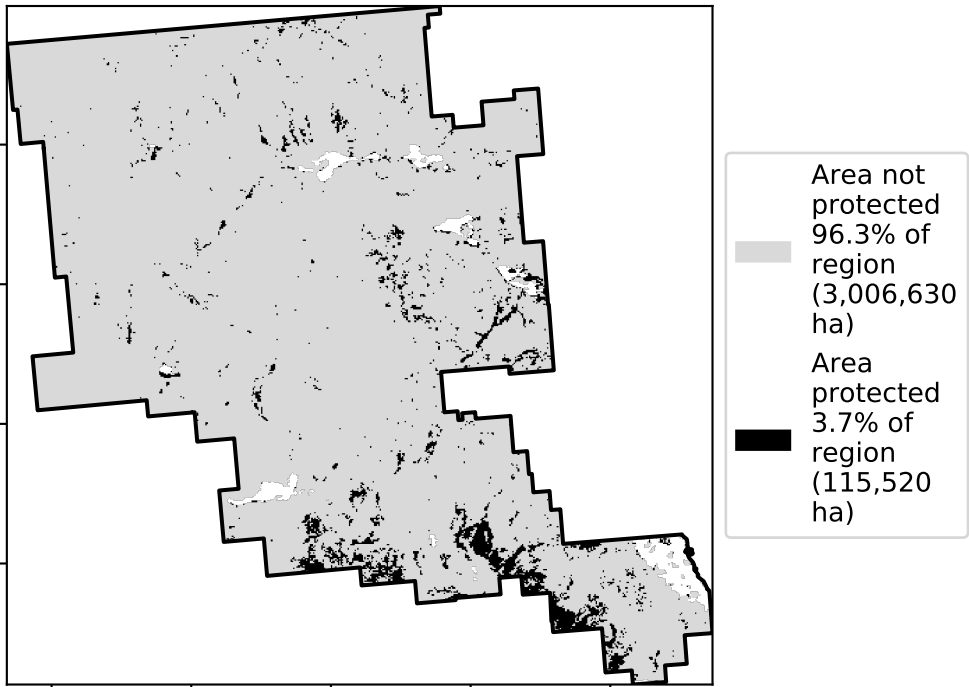 Area not
protected
96.3% of
region
(3,006,630
ha)
Area
protected
3.7% of
region
(115,520
ha)